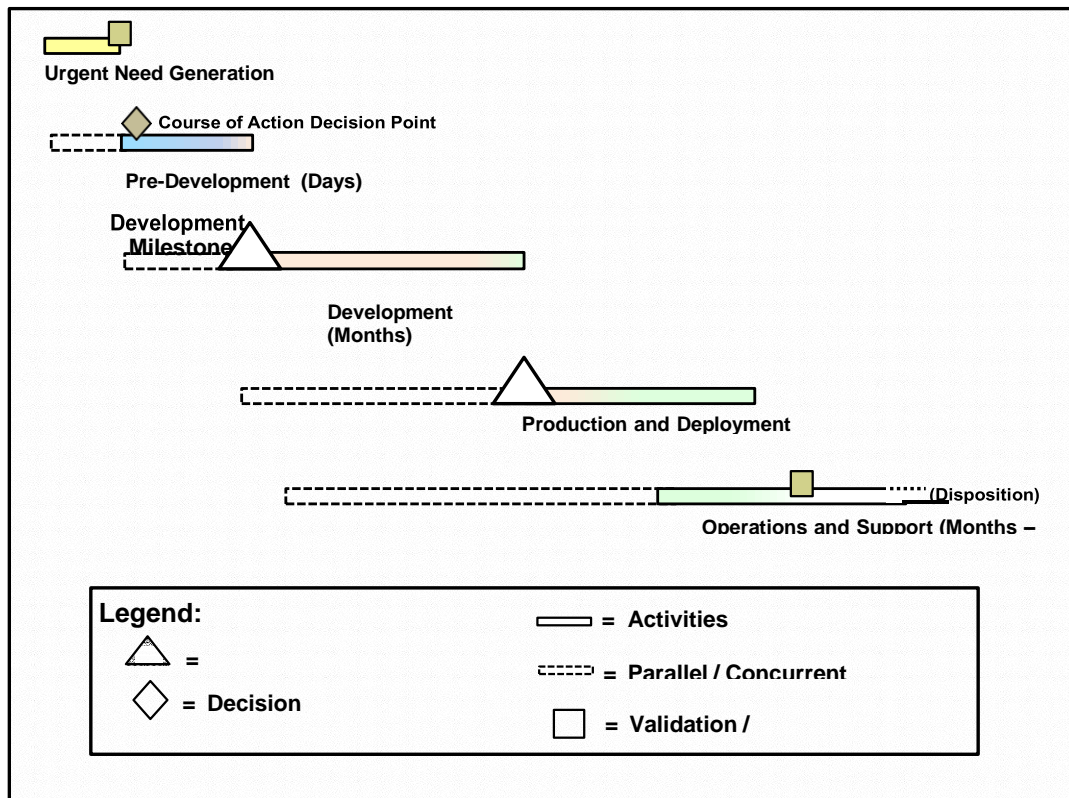 Urgent Need Generation
Course of Action Decision Point
Pre-Development (Days)
Development
Milestone
Development
(Months)
Production and Deployment
(Disposition)
Operations and Support (Months –
Legend:
=
= Decision
= Activities
= Parallel / Concurrent
= Validation /